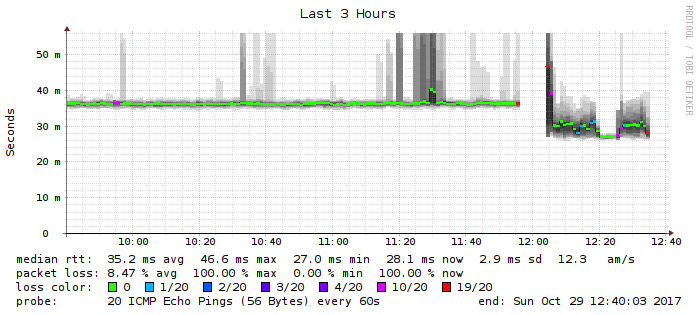 Last 3 Hours
RRDTOOL / TOBI OETIKER
Seconds
50 m
40 m
30 m
20 m
10 m
0
10:00 10:20 10:40 11:00 11:20 11:40 12:00 12:20 12:40
median rtt: 35.2 ms avg 46.6 ms max 27.0 ms min 28.1 ms now 2.9 ms sd 12.3 am/s
packet loss: 8.47 % avg 100.00 % max 0.00 % min 100.00 % now
loss color: 0 1/20 2/20 3/20 4/20 10/20 19/20
probe: 20 ICMP Echo Pings (56 Bytes) every 60s end: Sun Oct 29 12:40:03 2017